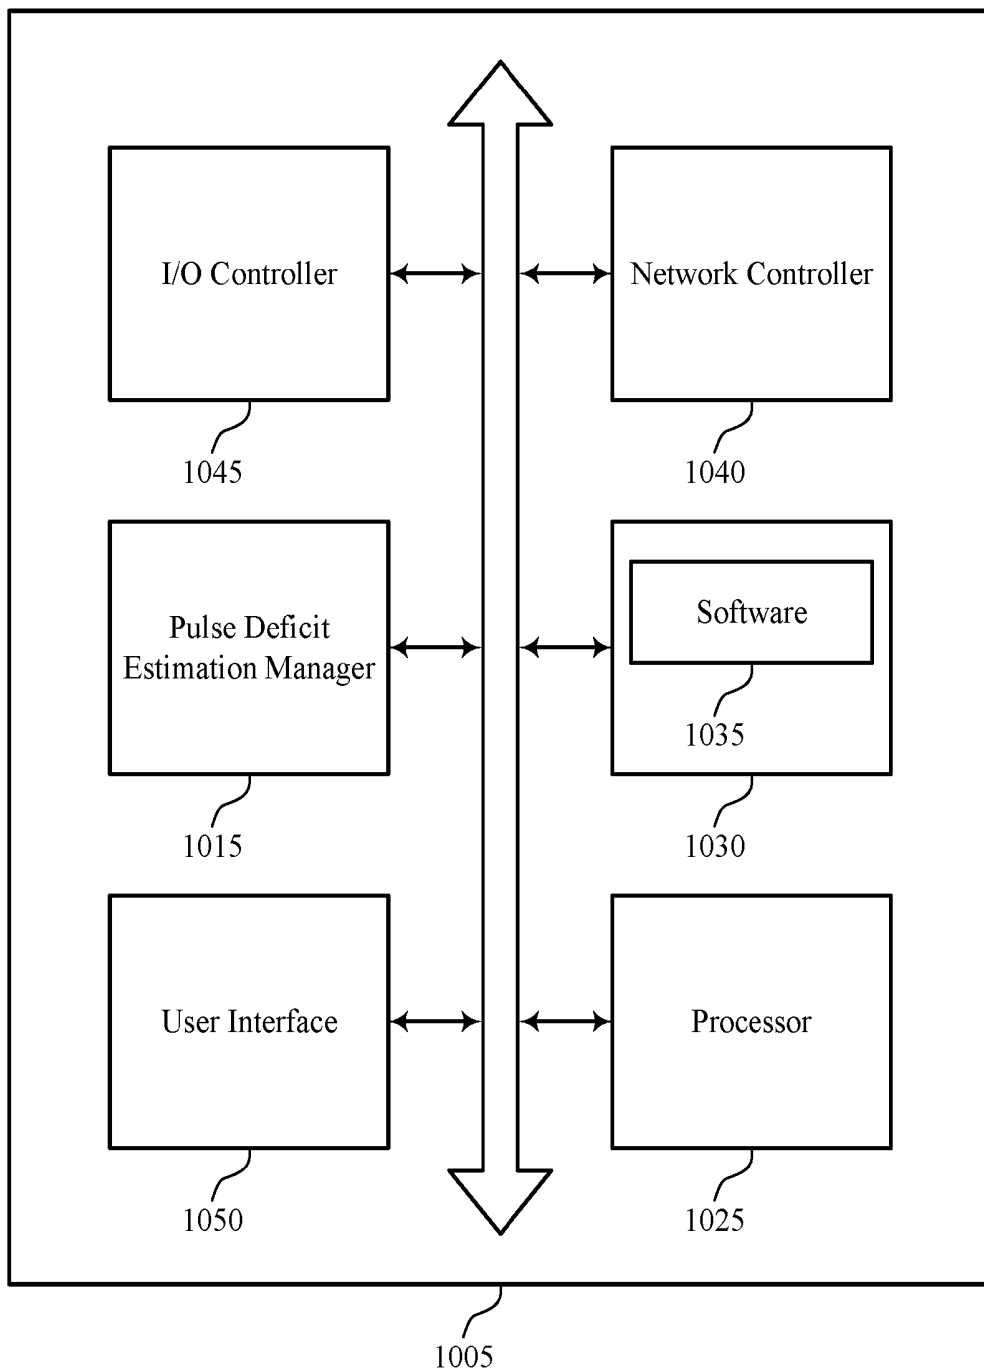 I/O Controller
Network Controller
1045
1040
Pulse Deficit
Estimation Manager
Software
1035
1015
1030
User Interface
Processor
1050
1025
1005